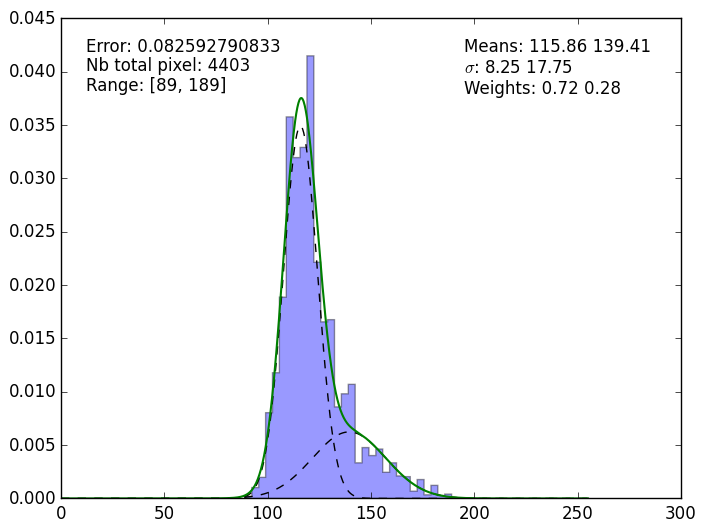 Error: 0.082592790833
Nb total pixel: 4403
Range: [89, 189]
Means: 115.86 139.41
σ: 8.25 17.75
Weights: 0.72 0.28
0.045
0.040
0.035
0.030
0.025
0.020
0.015
0.010
0.005
0.000
0 50 100 150 200 250 300